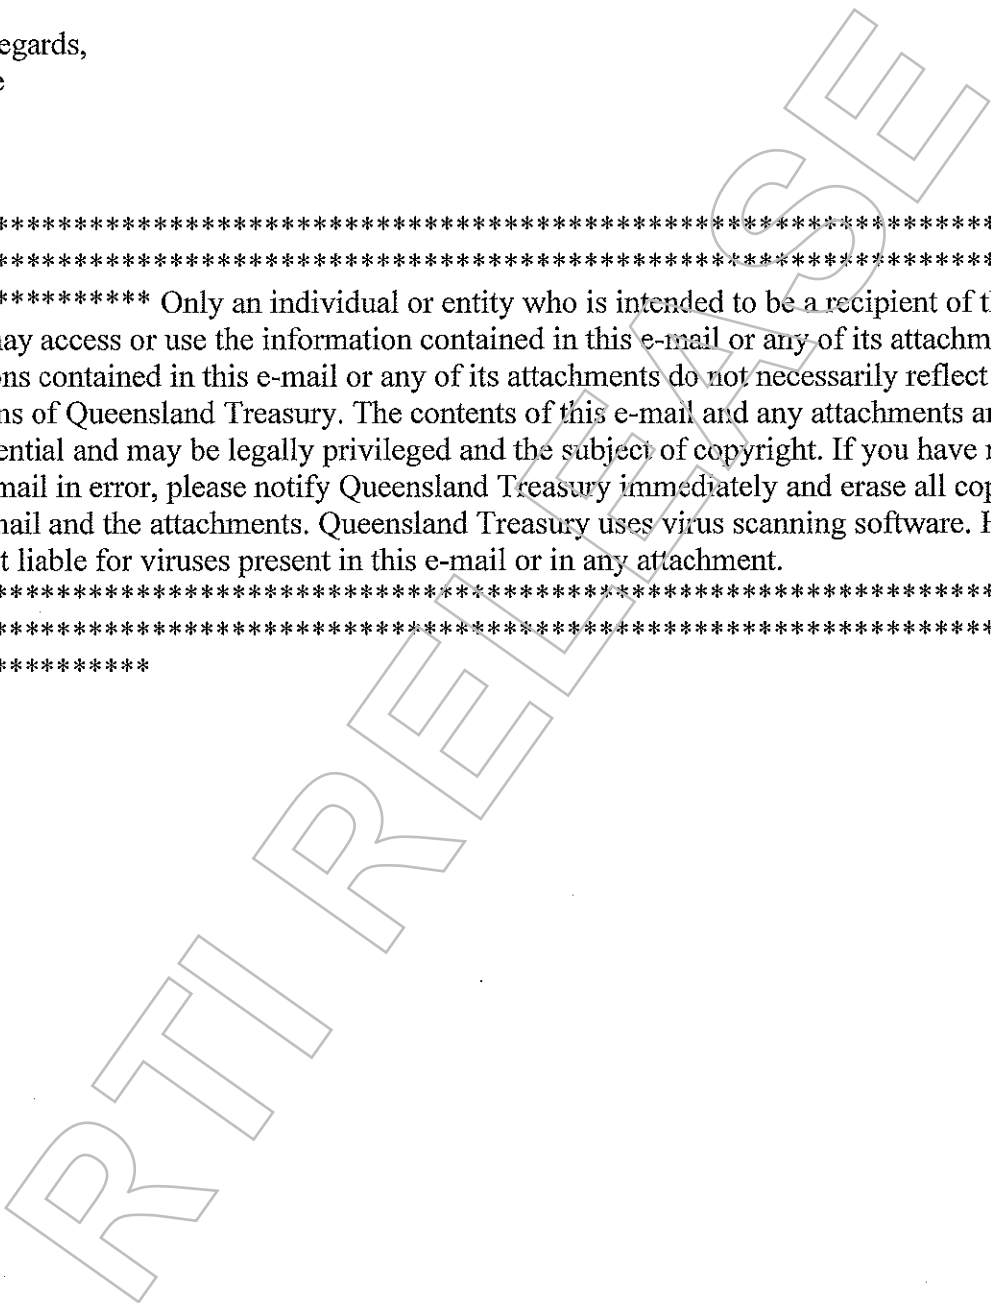 egards,
e
**************************************************************
**************************************************************
********** Only an individual or entity who is intended to be a recipient of t
ay access or use the information contained in this e-mail or any of its attachm
ns contained in this e-mail or any of its attachments do not necessarily reflect
ns of Queensland Treasury. The contents of this e-mail and any attachments ar
ential and may be legally privileged and the subject of copyright. If you have r
mail in error, please notify Queensland Treasury immediately and erase all cop
nail and the attachments. Queensland Treasury uses virus scanning software. H
t liable for viruses present in this e-mail or in any attachment.
**************************************************************
**************************************************************
**********
RTI RELEASE